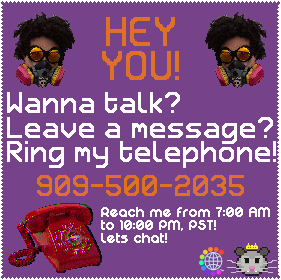 HEY
YOU!
Wanna talk?
Leave a message?
Ring my telephone!
909-500-2035
Reach me from 7:00 AM
to 10:00 PM, PST!
Lets chat!